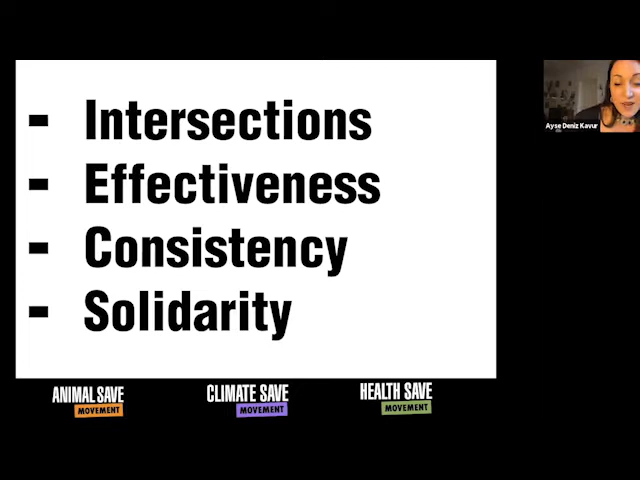 - Intersections
- Effectiveness
- Consistency
- Solidarity
Ayse Deniz Kavur
ANIMAL SAVE
MOVEMENT
CLIMATE SAVE
MOVEMENT
HEALTH SAVE
MOVEMENT